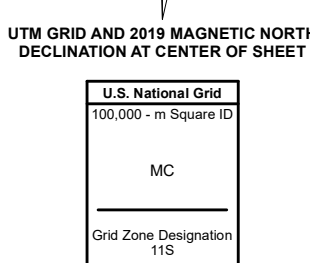 UTM GRID AND 2019 MAGNETIC NORTH
DECLINATION AT CENTER OF SHEET
U.S. National Grid
100,000 - m Square ID
MC
Grid Zone Designation
11S